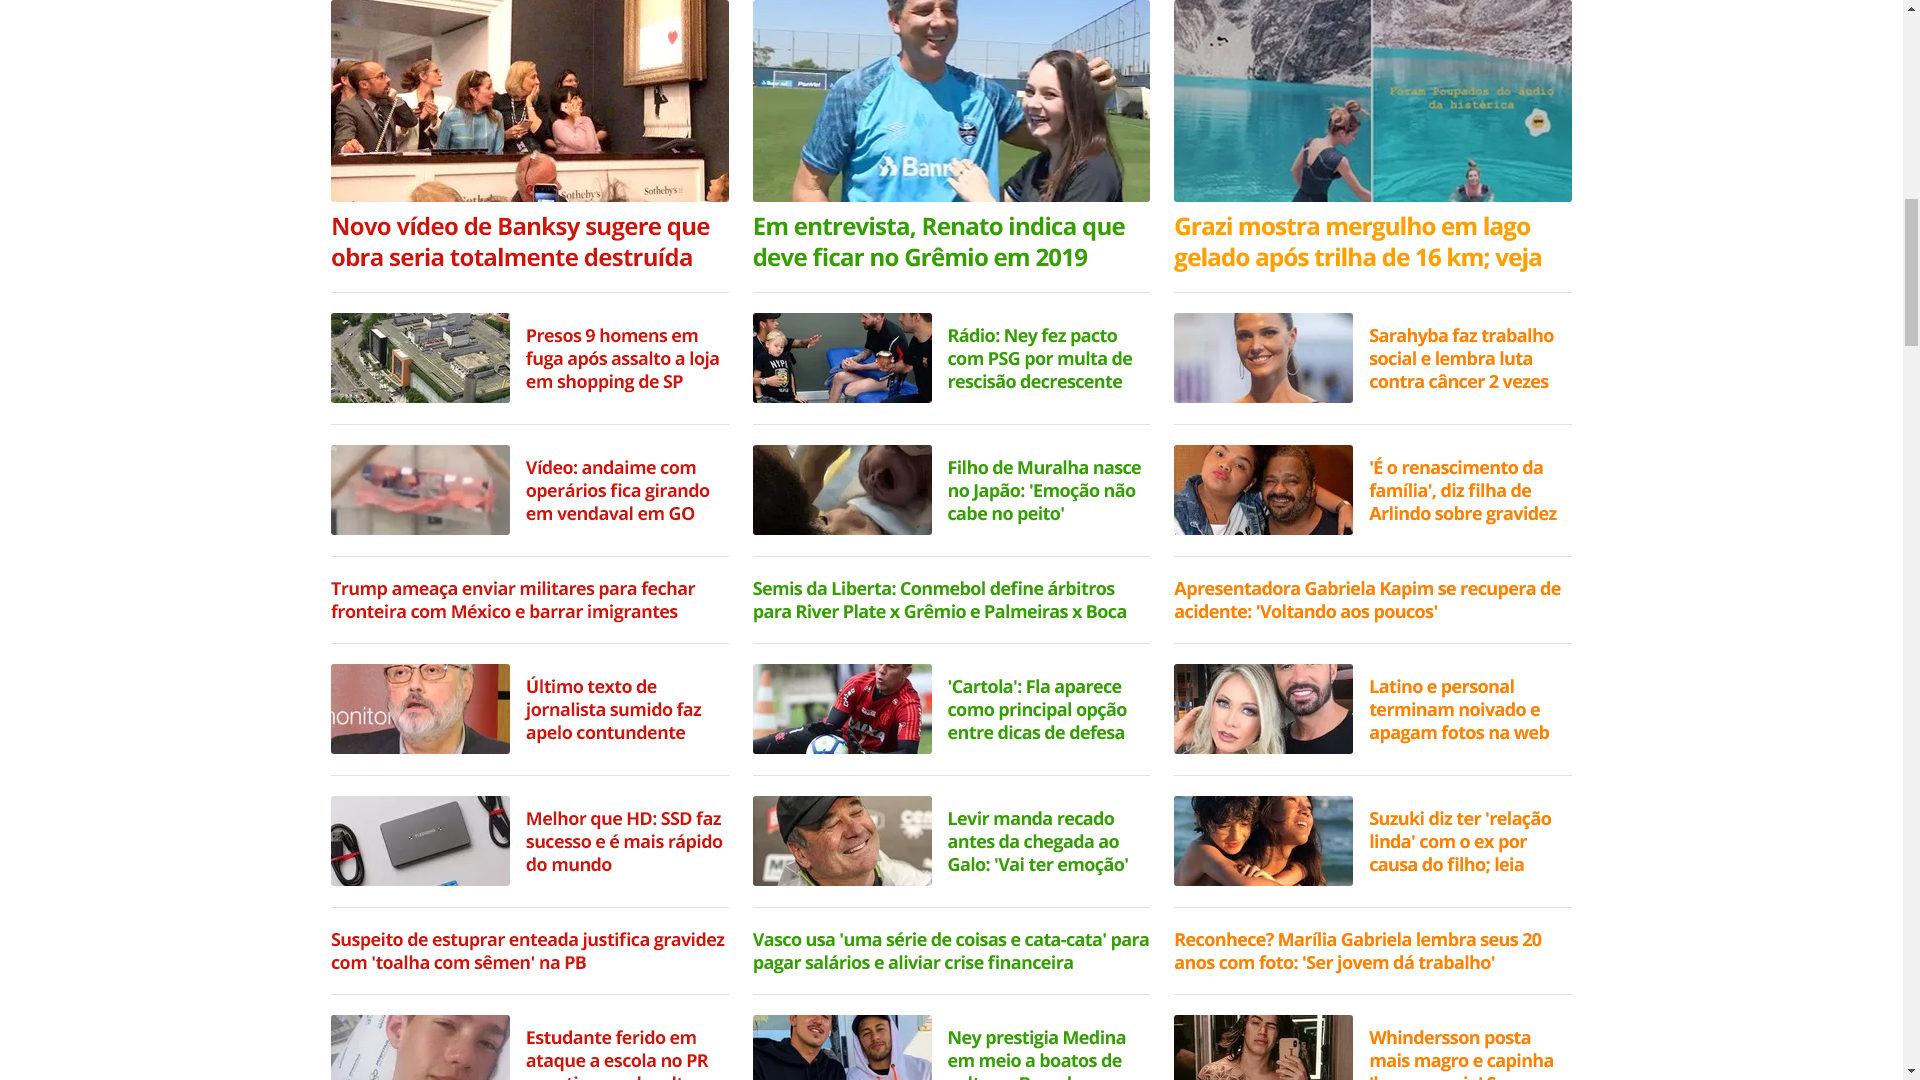 Sotheby's
Sotheby's
Foram Poupados do áudio
da histérica
Novo vídeo de Banksy sugere que
obra seria totalmente destruída
Em entrevista, Renato indica que
deve ficar no Grêmio em 2019
Grazi mostra mergulho em lago
gelado após trilha de 16 km; veja
Presos 9 homens em
fuga após assalto a loja
em shopping de SP
Rádio: Ney fez pacto
com PSG por multa de
rescisão decrescente
Sarahyba faz trabalho
social e lembra luta
contra câncer 2 vezes
Vídeo: andaime com
operários fica girando
em vendaval em GO
Filho de Muralha nasce
no Japão: 'Emoção não
cabe no peito'
'É o renascimento da
família', diz filha de
Arlindo sobre gravidez
Trump ameaça enviar militares para fechar
fronteira com México e barrar imigrantes
Semis da Liberta: Conmebol define árbitros
para River Plate x Grêmio e Palmeiras x Boca
Apresentadora Gabriela Kapim se recupera de
acidente: 'Voltando aos poucos'
Último texto de
jornalista sumido faz
apelo contundente
'Cartola': Fla aparece
como principal opção
entre dicas de defesa
Latino e personal
terminam noivado e
apagam fotos na web
Melhor que HD: SSD faz
sucesso e é mais rápido
do mundo
Levir manda recado
antes da chegada ao
Galo: 'Vai ter emoção'
Suzuki diz ter 'relação
linda' com o ex por
causa do filho; leia
Suspeito de estuprar enteada justifica gravidez
com 'toalha com sêmen' na PB
Vasco usa 'uma série de coisas e cata-cata' para
pagar salários e aliviar crise financeira
Reconhece? Marília Gabriela lembra seus 20
anos com foto: 'Ser jovem dá trabalho'
Estudante ferido em
ataque a escola no PR
Ney prestigia Medina
em meio a boatos de
Whindersson posta
mais magro e capinha